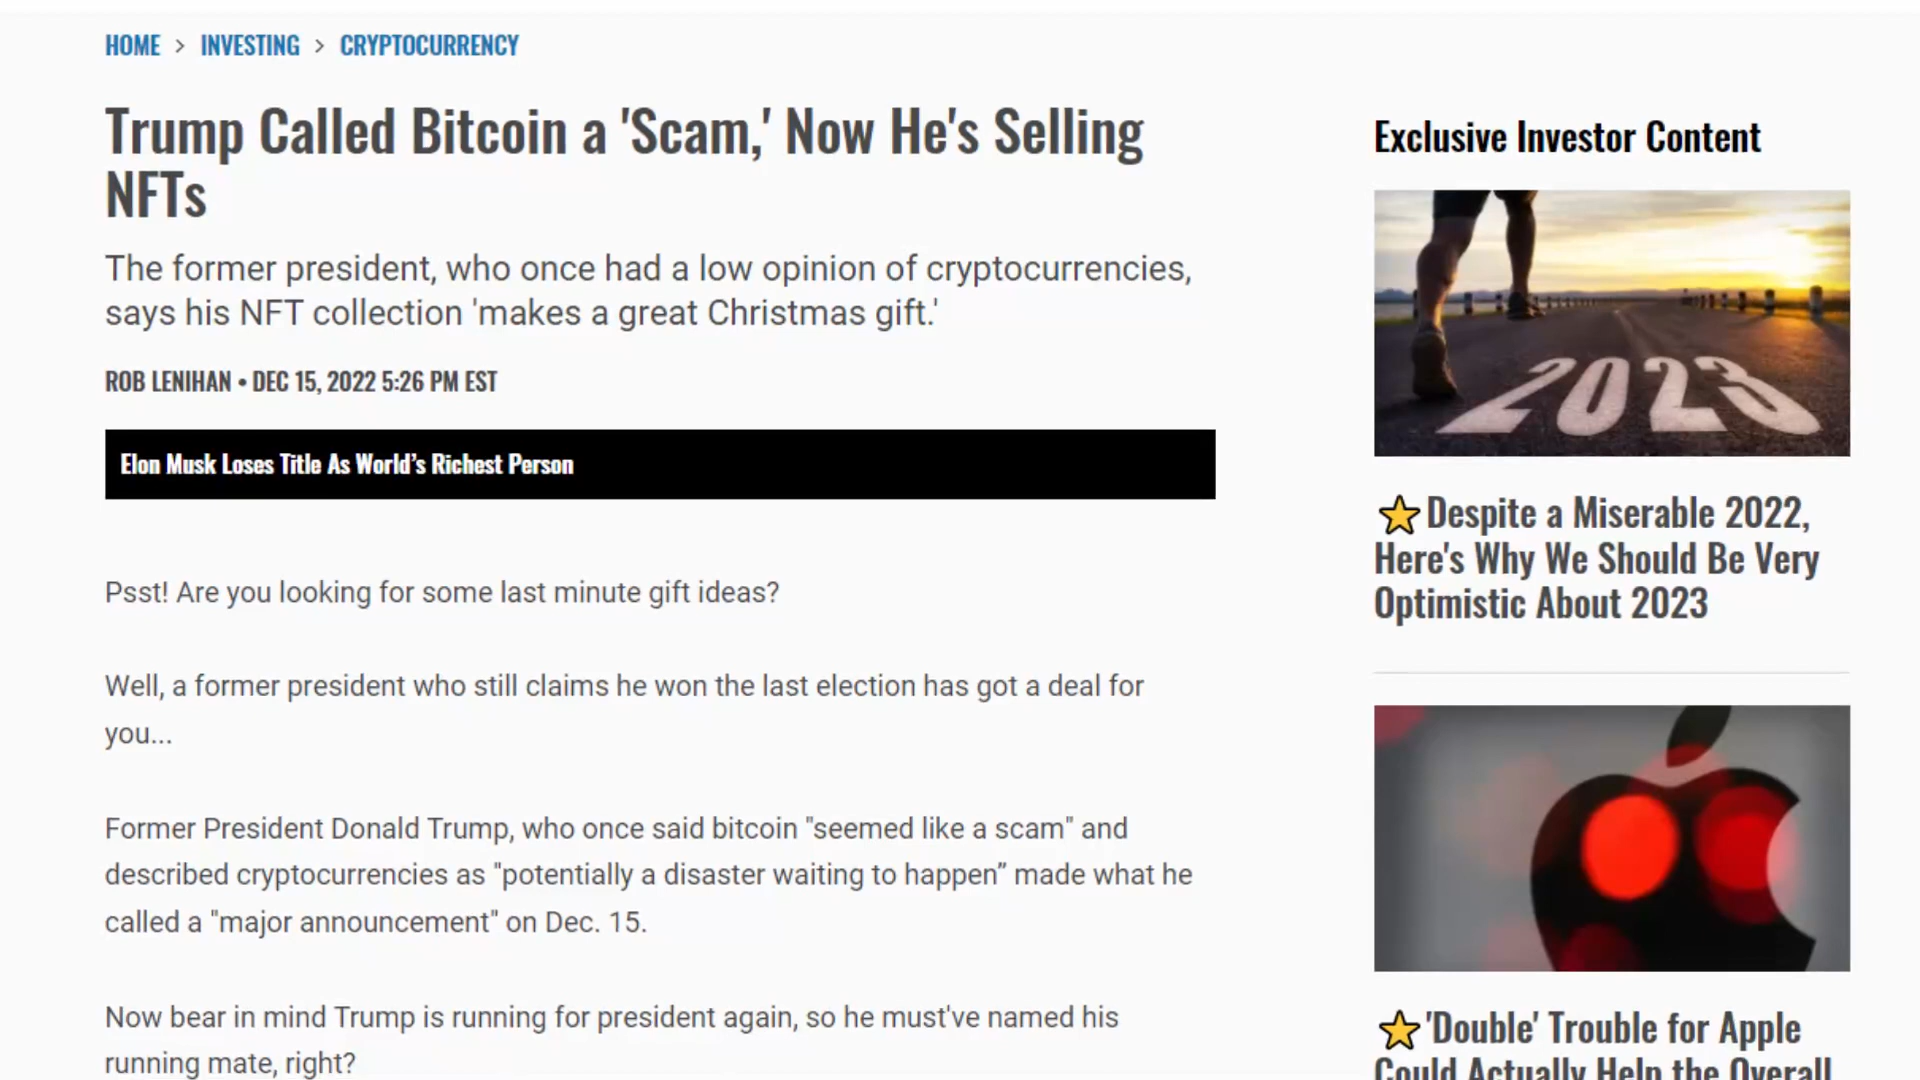 HOME > INVESTING > CRYPTOCURRENCY
Trump Called Bitcoin a 'Scam,' Now He's Selling
NFTs
The former president, who once had a low opinion of cryptocurrencies,
says his NFT collection 'makes a great Christmas gift.'
ROB LENIHAN • DEC 15, 2022 5:26 PM EST
Elon Musk Loses Title As World’s Richest Person
Psst! Are you looking for some last minute gift ideas?
Well, a former president who still claims he won the last election has got a deal for
you...
Former President Donald Trump, who once said bitcoin "seemed like a scam" and
described cryptocurrencies as "potentially a disaster waiting to happen” made what he
called a "major announcement" on Dec. 15.
Now bear in mind Trump is running for president again, so he must've named his
running mate, right?
Exclusive Investor Content
2023
⭐Despite a Miserable 2022,
Here's Why We Should Be Very
Optimistic About 2023
⭐'Double' Trouble for Apple
Could Actually Help the Overall